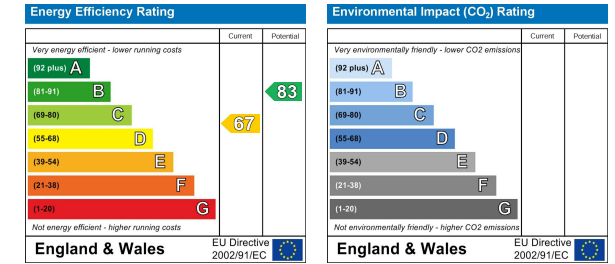 Energy Efficiency Rating
Current Potential
Very energy efficient - lower running costs
(92 plus) A
(81-91) B
83
(69-80) C
67
(55-68) D
(39-54) E
(21-38) F
(1-20) G
Not energy efficient - higher running costs
England & Wales
EU Directive
2002/91/EC
Environmental Impact (CO2) Rating
Current Potential
Very environmentally friendly - lower CO2 emissions
(92 plus) A
(81-91) B
(69-80) C
(55-68) D
(39-54) E
(21-38) F
(1-20) G
Not environmentally friendly - higher CO2 emissions
England & Wales
EU Directive
2002/91/EC